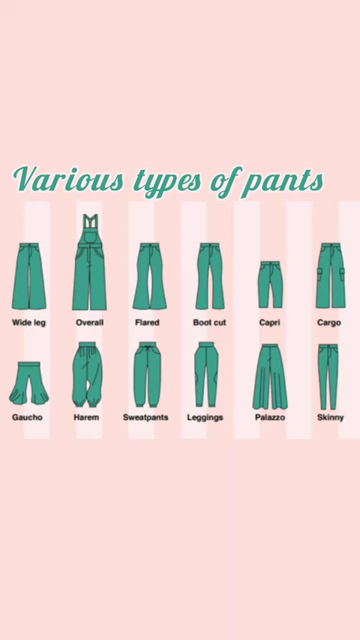 Various types of pants
Wide leg Overall Flared Boot cut Capri Cargo
Gaucho Harem Sweatpants Leggings Palazzo Skinny